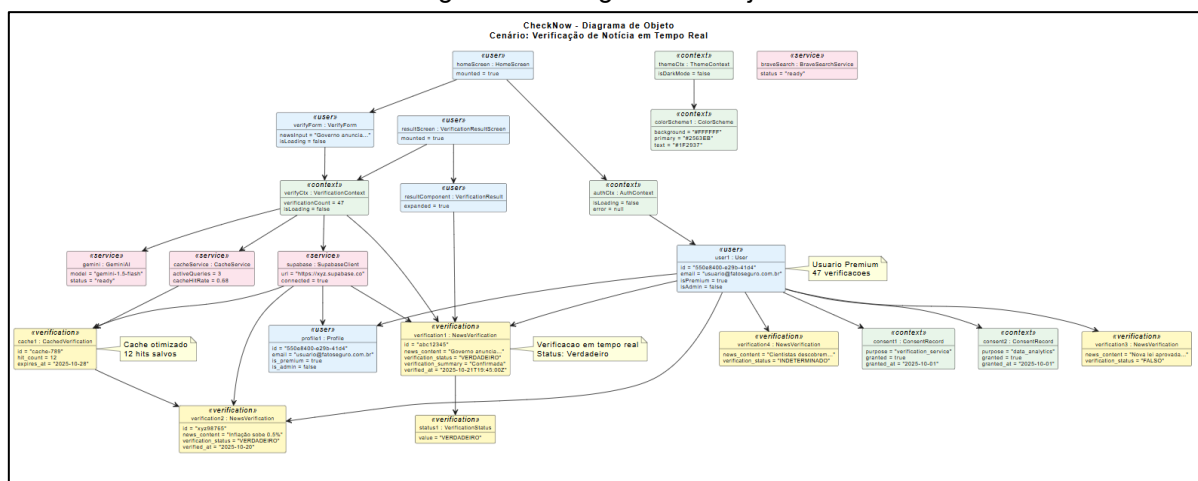 CheckNow - Diagrama de Objeto
Cenário: Verificação de Notícia em Tempo Real
«user»
homeScreen : HomeScreen
mounted = true
«context»
themeCtx : ThemeContext
isDarkMode = false
«service»
braveSearch : BraveSearchService
status = "ready"
«user»
verifyForm : VerifyForm
newsInput = "Governo anuncia..."
isLoading = false
«user»
resultScreen : VerificationResultScreen
mounted = true
«context»
colorScheme1 : ColorScheme
background = "#FFFFFF"
primary = "#2563EB"
text = "#1F2937"
«context»
verifyCtx : VerificationContext
verificationCount = 47
isLoading = false
«user»
resultComponent : VerificationResult
expanded = true
«context»
authCtx : AuthContext
isLoading = false
error = null
«service»
gemini : GeminiAI
model = "gemini-1.5-flash"
status = "ready"
«service»
cacheService : CacheService
activeQueries = 3
cacheHitRate = 0.68
«service»
supabase : SupabaseClient
url = "https://xyz.supabase.co"
connected = true
«user»
user1 : User
id = "550e8400-e29b-41d4"
email = "usuario@fatoseguro.com.br"
isPremium = true
isAdmin = false
Usuario Premium
47 verificacoes
«verification»
cache1 : CachedVerification
id = "cache-789"
hit_count = 12
expires_at = "2025-10-28"
Cache otimizado
12 hits salvos
«user»
profile1 : Profile
id = "550e8400-e29b-41d4"
email = "usuario@fatoseguro.com.br"
is_premium = true
is_admin = false
«verification»
verification1 : NewsVerification
id = "abc12345"
news_content = "Governo anuncia..."
verification_status = "VERDADEIRO"
verification_summary = "Confirmada"
verified_at = "2025-10-21T19:45:00Z"
Verificacao em tempo real
Status: Verdadeiro
«verification»
verification4 : NewsVerification
news_content = "Cientistas descobrem..."
verification_status = "INDETERMINADO"
«context»
consent1 : ConsentRecord
purpose = "verification_service"
granted = true
granted_at = "2025-10-01"
«context»
consent2 : ConsentRecord
purpose = "data_analytics"
granted = true
granted_at = "2025-10-01"
«verification»
verification3 : NewsVerification
news_content = "Nova lei aprovada..."
verification_status = "FALSO"
«verification»
verification2 : NewsVerification
id = "xyz98765"
news_content = "Inflação sobe 0.5%"
verification_status = "VERDADEIRO"
verified_at = "2025-10-20"
«verification»
status1 : VerificationStatus
value = "VERDADEIRO"